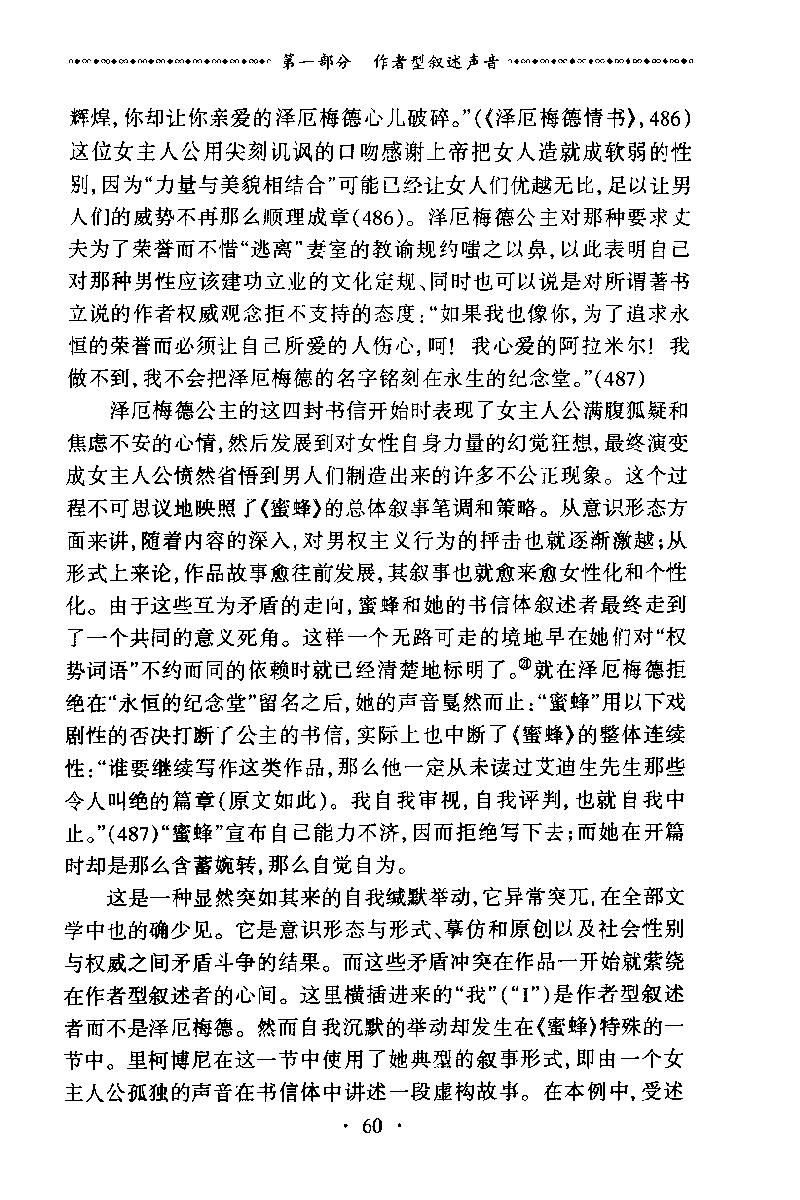 第一部分　作者型叙述声音
辉煌,你却让你亲爱的泽厄梅德心儿破碎。”(《泽厄梅德情书》,486)
这位女主人公用尖刻讥讽的口吻感谢上帝把女人造就成软弱的性
别,因为“力量与美貌相结合”可能已经让女人们优越无比,足以让男
人们的威势不再那么顺理成章(486)。泽厄梅德公主对那种要求丈
夫为了荣誉而不惜“逃离”妻室的教谕规约嗤之以鼻,以此表明自己
对那种男性应该建功立业的文化定规、同时也可以说是对所谓著书
立说的作者权威观念拒不支持的态度:“如果我也像你,为了追求永
恒的荣誉而必须让自己所爱的人伤心,呵！我心爱的阿拉米尔！我
做不到,我不会把泽厄梅德的名字铭刻在永生的纪念堂。”(487)
泽厄梅德公主的这四封书信开始时表现了女主人公满腹狐疑和
焦虑不安的心情,然后发展到对女性自身力量的幻觉狂想,最终演变
成女主人公愤然省悟到男人们制造出来的许多不公正现象。这个过
程不可思议地映照了《蜜蜂》的总体叙事笔调和策略。从意识形态方
面来讲,随着内容的深入,对男权主义行为的抨击也就逐渐激越;从
形式上来论,作品故事愈往前发展,其叙事也就愈来愈女性化和个性
化。由于这些互为矛盾的走向,蜜蜂和她的书信体叙述者最终走到
了一个共同的意义死角。这样一个无路可走的境地早在她们对“权
势词语”不约而同的依赖时就已经清楚地标明了。就在泽厄梅德拒
绝在“永恒的纪念堂”留名之后,她的声音戛然而止:“蜜蜂”用以下戏
剧性的否决打断了公主的书信,实际上也中断了《蜜蜂》的整体连续
性:“谁要继续写作这类作品,那么他一定从未读过艾迪生先生那些
令人叫绝的篇章(原文如此)。我自我审视,自我评判,也就自我中
止。”(487)“蜜蜂”宣布自己能力不济,因而拒绝写下去;而她在开篇
时却是那么含蓄婉转,那么自觉自为。
这是一种显然突如其来的自我缄默举动,它异常突兀,在全部文
学中也的确少见。它是意识形态与形式、摹仿和原创以及社会性别
与权威之间矛盾斗争的结果。而这些矛盾冲突在作品一开始就萦绕
在作者型叙述者的心间。这里横插进来的“我”(“I”)是作者型叙述
者而不是泽厄梅德。然而自我沉默的举动却发生在《蜜蜂》特殊的一
节中。里柯博尼在这一节中使用了她典型的叙事形式,即由一个女
主人公孤独的声音在书信体中讲述一段虚构故事。在本例中,受述
· 60 ·